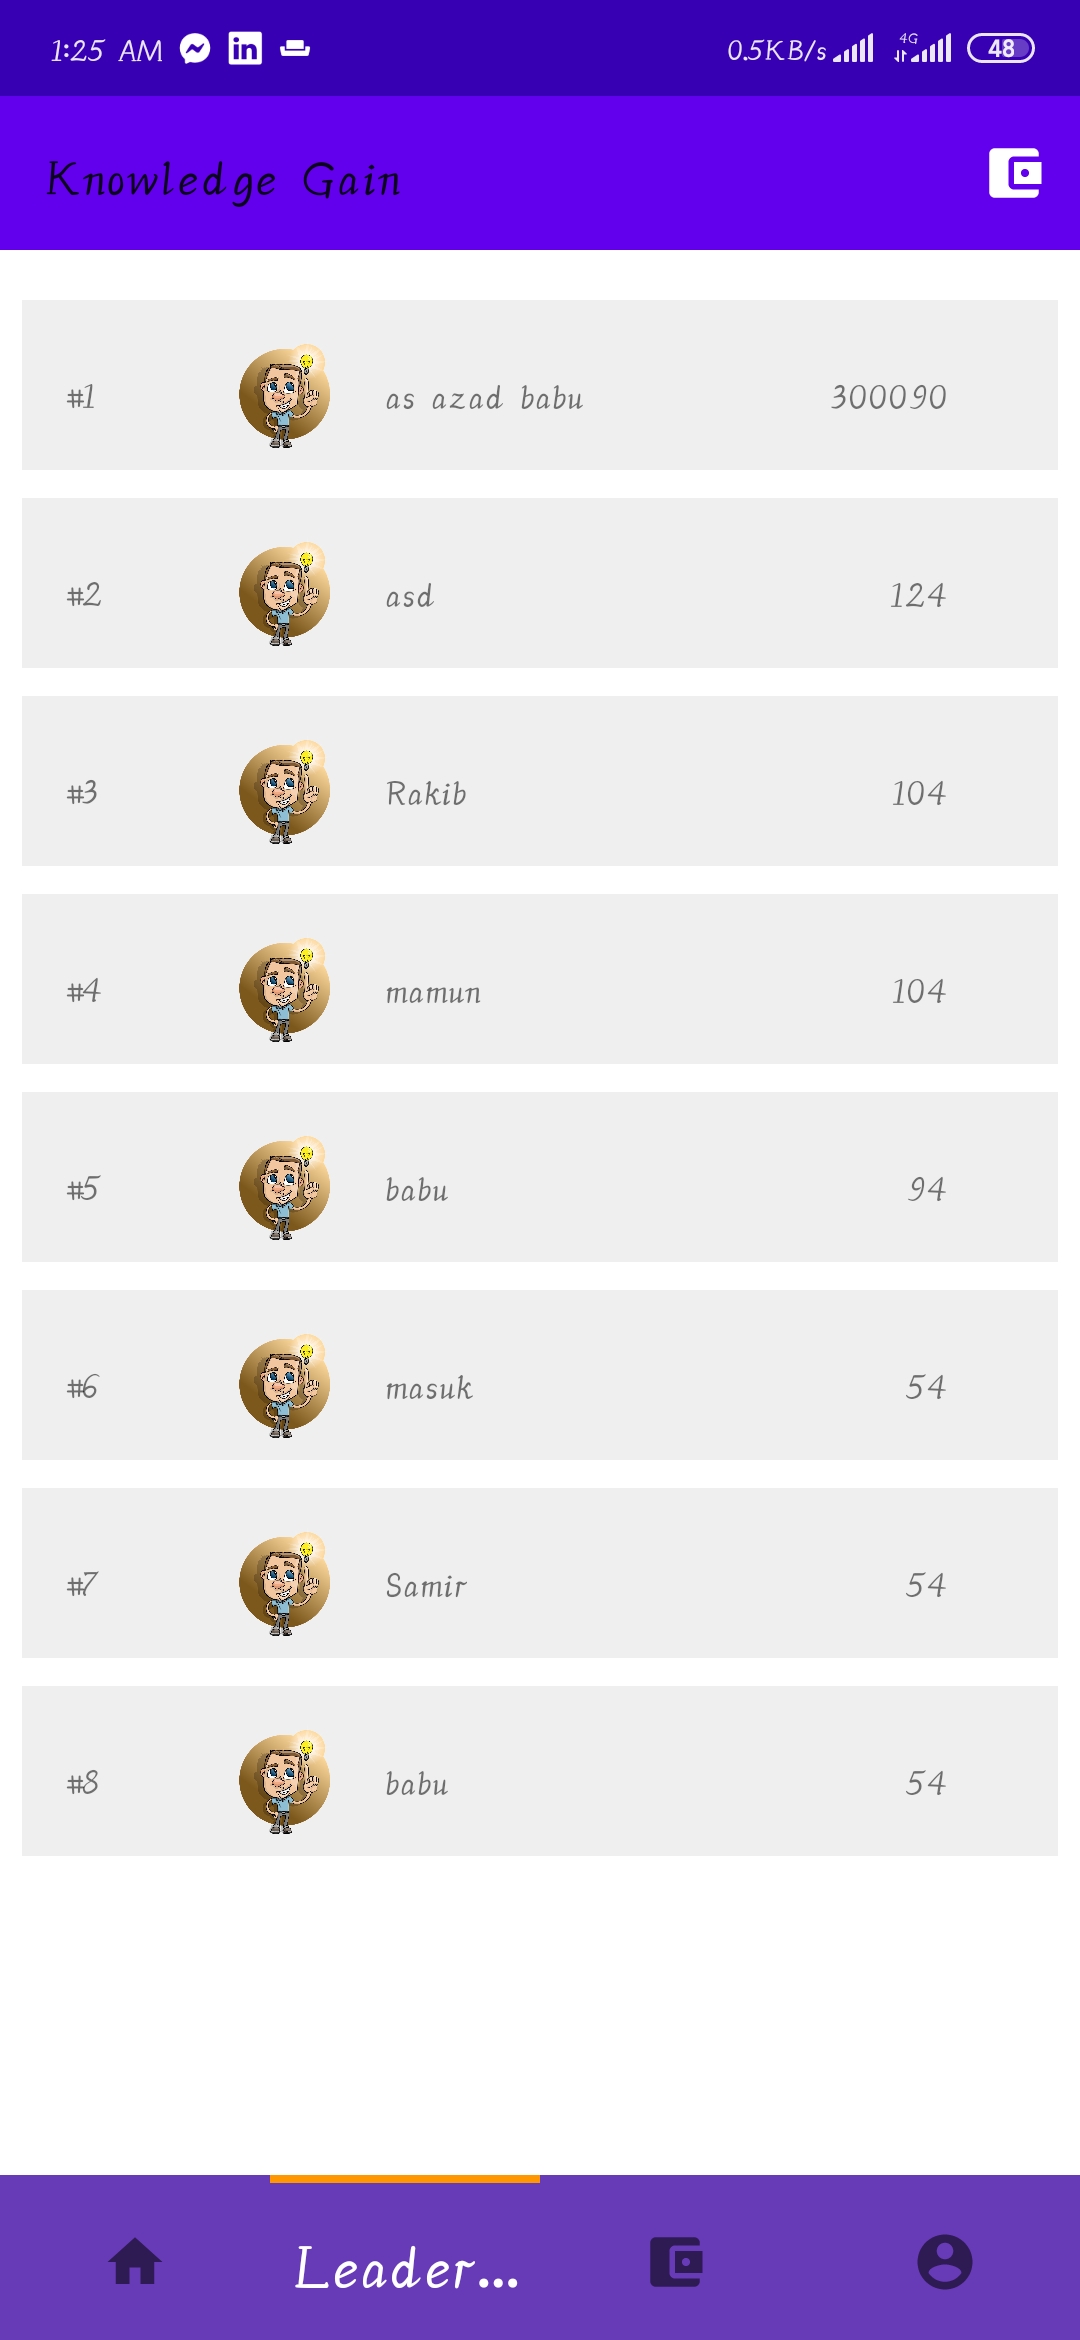 1:25 AM 0.5KB/s 4G 48
Knowledge Gain
#1 as azad babu 300090
#2 asd 124
#3 Rakib 104
#4 mamun 104
#5 babu 94
#6 masuk 54
#7 Samir 54
#8 babu 54
Leader...